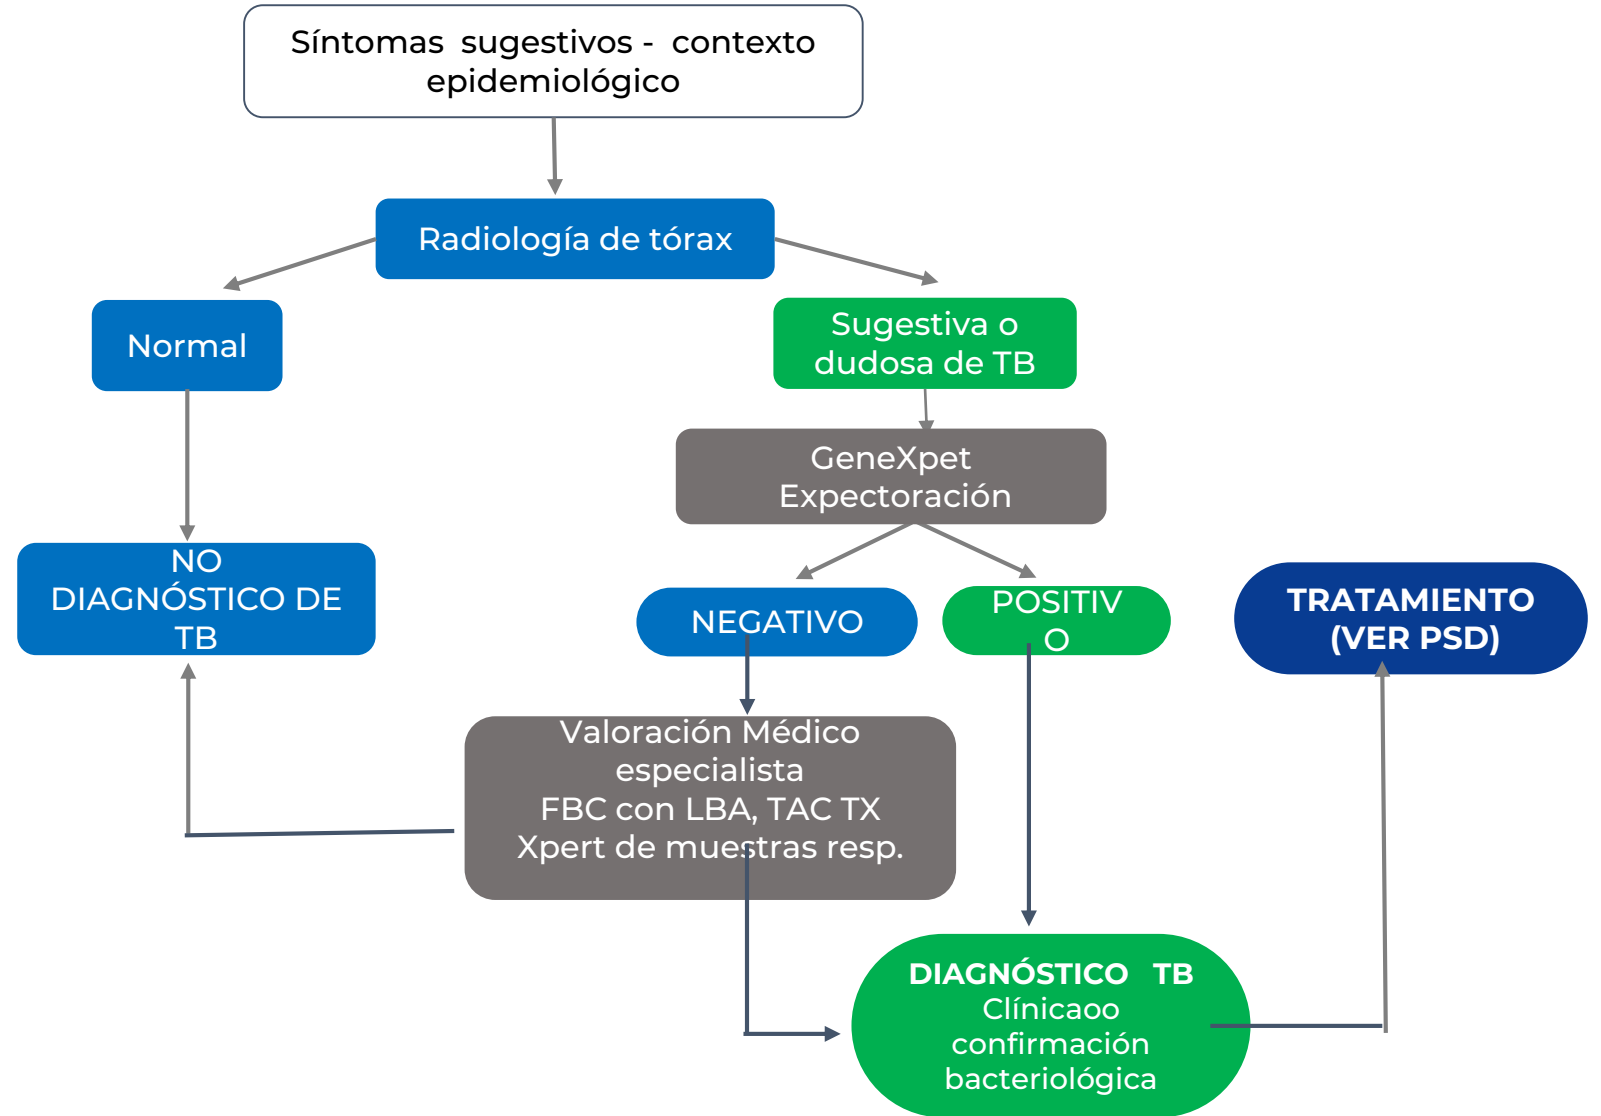 Síntomas sugestivos - contexto
epidemiológico
Radiología de tórax
Normal
Sugestiva o
dudosa de TB
GeneXpet
Expectoración
NO
DIAGNÓSTICO DE
TB
NEGATIVO
POSITIV
O
TRATAMIENTO
(VER PSD)
Valoración Médico
especialista
FBC con LBA, TAC TX
Xpert de muestras resp.
DIAGNÓSTICO TB
Clínicaoo
confirmación
bacteriológica